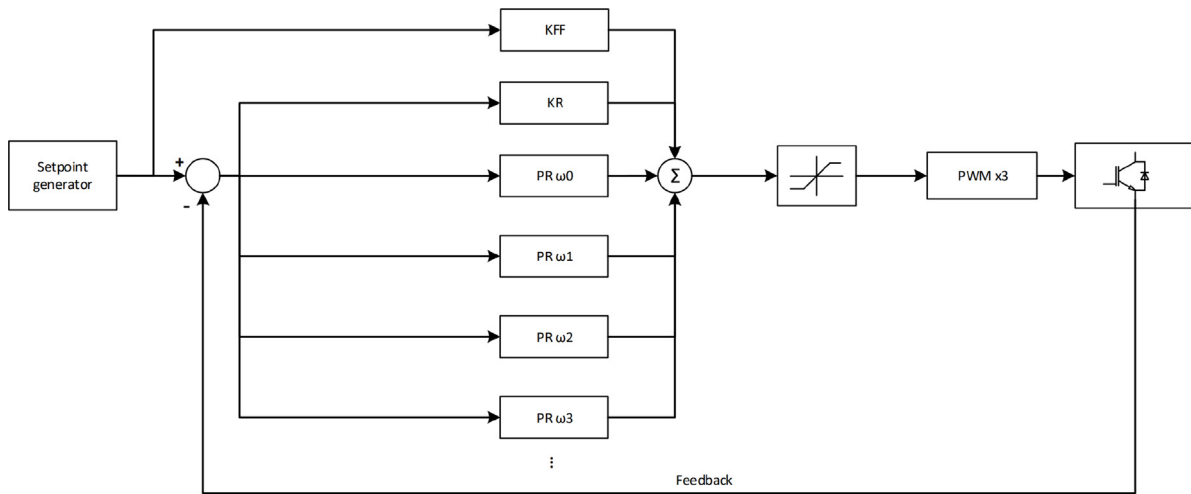 KFF
KR
Setpoint
generator
+
-
PR ω0
Σ
PWM x3
PR ω1
PR ω2
PR ω3
⋮
Feedback